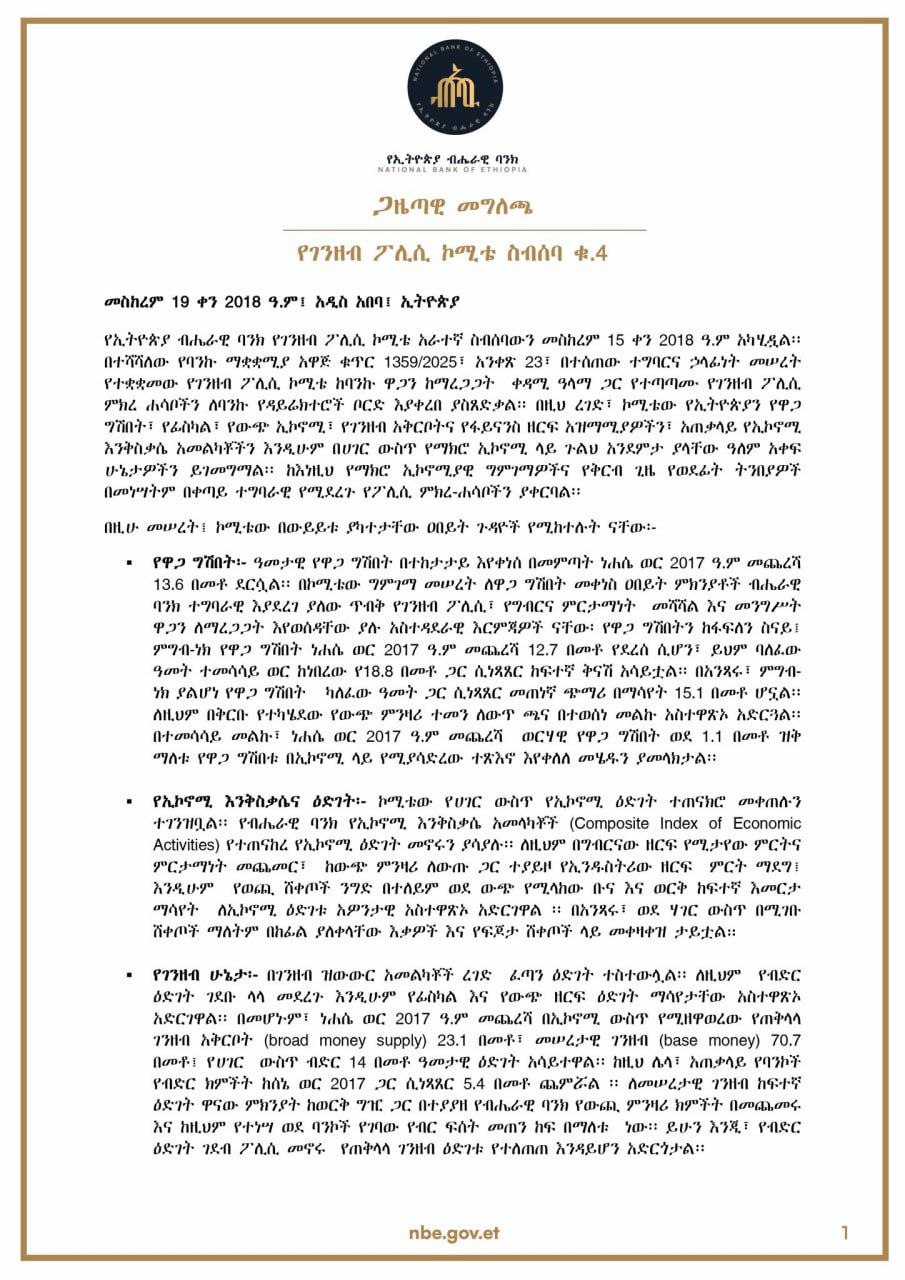 NATIONAL BANK OF ETHIOPIA
የኢትዮጵያ ብሔራዊ ባንክ
የኢትዮጵያ ብሔራዊ ባንክ
NATIONAL BANK OF ETHIOPIA
ጋዜጣዊ መግለጫ
የገንዘብ ፖሊሲ ኮሚቴ ስብሰባ ቁ.4
መስከረም 19 ቀን 2018 ዓ.ም፤ አዲስ አበባ፤ ኢትዮጵያ
የኢትዮጵያ ብሔራዊ ባንክ የገንዘብ ፖሊሲ ኮሚቴ አራተኛ ስብሰባውን መስከረም 15 ቀን 2018 ዓ.ም አካሂዷል፡፡
በተሻሻለው የባንኩ ማቋቋሚያ አዋጅ ቁጥር 1359/2025፣ አንቀጽ 23፣ በተሰጠው ተግባርና ኃላፊነት መሠረት
የተቋቋመው የገንዘብ ፖሊሲ ኮሚቴ ከባንኩ ዋጋን ከማረጋጋት ቀዳሚ ዓላማ ጋር የተጣጣሙ የገንዘብ ፖሊሲ
ምክረ ሐሳቦችን ለባንኩ የዳይሬክተሮች ቦርድ እያቀረበ ያስጸድቃል፡፡ በዚህ ረገድ፣ ኮሚቴው የኢትዮጵያን የዋጋ
ግሽበት፣ የፊስካል፣ የውጭ ኢኮኖሚ፣ የገንዘብ አቅርቦትና የፋይናንስ ዘርፍ አዝማሚያዎችን፣ አጠቃላይ የኢኮኖሚ
እንቅስቃሴ አመልካቾችን እንዲሁም በሀገር ውስጥ የማክሮ ኢኮኖሚ ላይ ጉልህ አንደምታ ያላቸው ዓለም አቀፍ
ሁኔታዎችን ይገመግማል፡፡ ከእነዚህ የማክሮ ኢኮኖሚያዊ ግምገማዎችና የቅርብ ጊዜ የወደፊት ትንበያዎች
በመነሣትም በቀጣይ ተግባራዊ የሚደረጉ የፖሊሲ ምክረ-ሐሳቦችን ያቀርባል፡፡
በዚሁ መሠረት፤ ኮሚቴው በውይይቱ ያካተታቸው ዐበይት ጉዳዮች የሚከተሉት ናቸው፡-
▪ የዋጋ ግሽበት፡- ዓመታዊ የዋጋ ግሽበት በተከታታይ እየቀነሰ በመምጣት ነሐሴ ወር 2017 ዓ.ም መጨረሻ
13.6 በመቶ ደርሷል፡፡ በኮሚቴው ግምገማ መሠረት ለዋጋ ግሽበት መቀነስ ዐበይት ምክንያቶች ብሔራዊ
ባንክ ተግባራዊ እያደረገ ያለው ጥብቅ የገንዘብ ፖሊሲ፣ የግብርና ምርታማነት መሻሻል እና መንግሥት
ዋጋን ለማረጋጋት እየወሰዳቸው ያሉ አስተዳደራዊ እርምጃዎች ናቸው፡ የዋጋ ግሽበትን ከፋፍለን ስናይ፤
ምግብ-ነክ የዋጋ ግሽበት ነሐሴ ወር 2017 ዓ.ም መጨረሻ 12.7 በመቶ የደረሰ ሲሆን፣ ይህም ባለፈው
ዓመት ተመሳሳይ ወር ከነበረው የ18.8 በመቶ ጋር ሲነጻጸር ከፍተኛ ቅናሽ አሳይቷል፡፡ በአንጻሩ፣ ምግብ-
ነክ ያልሆነ የዋጋ ግሽበት ካለፈው ዓመት ጋር ሲነጻጸር መጠነኛ ጭማሪ በማሳየት 15.1 በመቶ ሆኗል፡፡
ለዚህም በቅርቡ የተካሄደው የውጭ ምንዛሪ ተመን ለውጥ ጫና በተወሰነ መልኩ አስተዋጽኦ አድርጓል፡፡
በተመሳሳይ መልኩ፣ ነሐሴ ወር 2017 ዓ.ም መጨረሻ ወርሃዊ የዋጋ ግሽበት ወደ 1.1 በመቶ ዝቅ
ማለቱ የዋጋ ግሽበቱ በኢኮኖሚ ላይ የሚያሳድረው ተጽእኖ እየቀለለ መሄዱን ያመላክታል፡፡
▪ የኢኮኖሚ እንቅስቃሴና ዕድገት፡- ኮሚቴው የሀገር ውስጥ የኢኮኖሚ ዕድገት ተጠናክሮ መቀጠሉን
ተገንዝቧል፡፡ የብሔራዊ ባንክ የኢኮኖሚ እንቅስቃሴ አመላካቾች (Composite Index of Economic
Activities) የተጠናከረ የኢኮኖሚ ዕድገት መኖሩን ያሳያሉ፡፡ ለዚህም በግብርናው ዘርፍ የሚታየው ምርትና
ምርታማነት መጨመር፣ ከውጭ ምንዛሪ ለውጡ ጋር ተያይዞ የኢንዱስትሪው ዘርፍ ምርት ማደግ፤
እንዲሁም የወጪ ሸቀጦች ንግድ በተለይም ወደ ውጭ የሚላከው ቡና እና ወርቅ ከፍተኛ እመርታ
ማሳየት ለኢኮኖሚ ዕድገቱ አዎንታዊ አስተዋጽኦ አድርገዋል ፡፡ በአንጻሩ፣ ወደ ሃገር ውስጥ በሚገቡ
ሸቀጦች ማለትም በከፊል ያለቀላቸው እቃዎች እና የፍጆታ ሸቀጦች ላይ መቀዛቀዝ ታይቷል፡፡
▪ የገንዘብ ሁኔታ፡- በገንዘብ ዝውውር አመልካቾች ረገድ ፈጣን ዕድገት ተስተውሏል፡፡ ለዚህም የብድር
ዕድገት ገደቡ ላላ መደረጉ እንዲሁም የፊስካል እና የውጭ ዘርፍ ዕድገት ማሳየታቸው አስተዋጽኦ
አድርገዋል፡፡ በመሆኑም፣ ነሐሴ ወር 2017 ዓ.ም መጨረሻ በኢኮኖሚ ውስጥ የሚዘዋወረው የጠቅላላ
ገንዘብ አቅርቦት (broad money supply) 23.1 በመቶ፣ መሠረታዊ ገንዘብ (base money) 70.7
በመቶ፤ የሀገር ውስጥ ብድር 14 በመቶ ዓመታዊ ዕድገት አሳይተዋል፡፡ ከዚህ ሌላ፣ አጠቃላይ የባንኮች
የብድር ክምችት ከሰኔ ወር 2017 ጋር ሲነጻጸር 5.4 በመቶ ጨምሯል ፡፡ ለመሠረታዊ ገንዘብ ከፍተኛ
ዕድገት ዋናው ምክንያት ከወርቅ ግዢ ጋር በተያያዘ የብሔራዊ ባንክ የውጪ ምንዛሪ ክምችት በመጨመሩ
እና ከዚህም የተነሣ ወደ ባንኮች የገባው የብር ፍሰት መጠን ከፍ በማለቱ ነው፡፡ ይሁን እንጂ፣ የብድር
ዕድገት ገደብ ፖሊሲ መኖሩ የጠቅላላ ገንዘብ ዕድገቱ የተለጠጠ እንዳይሆን አድርጎታል፡፡
nbe.gov.et
1